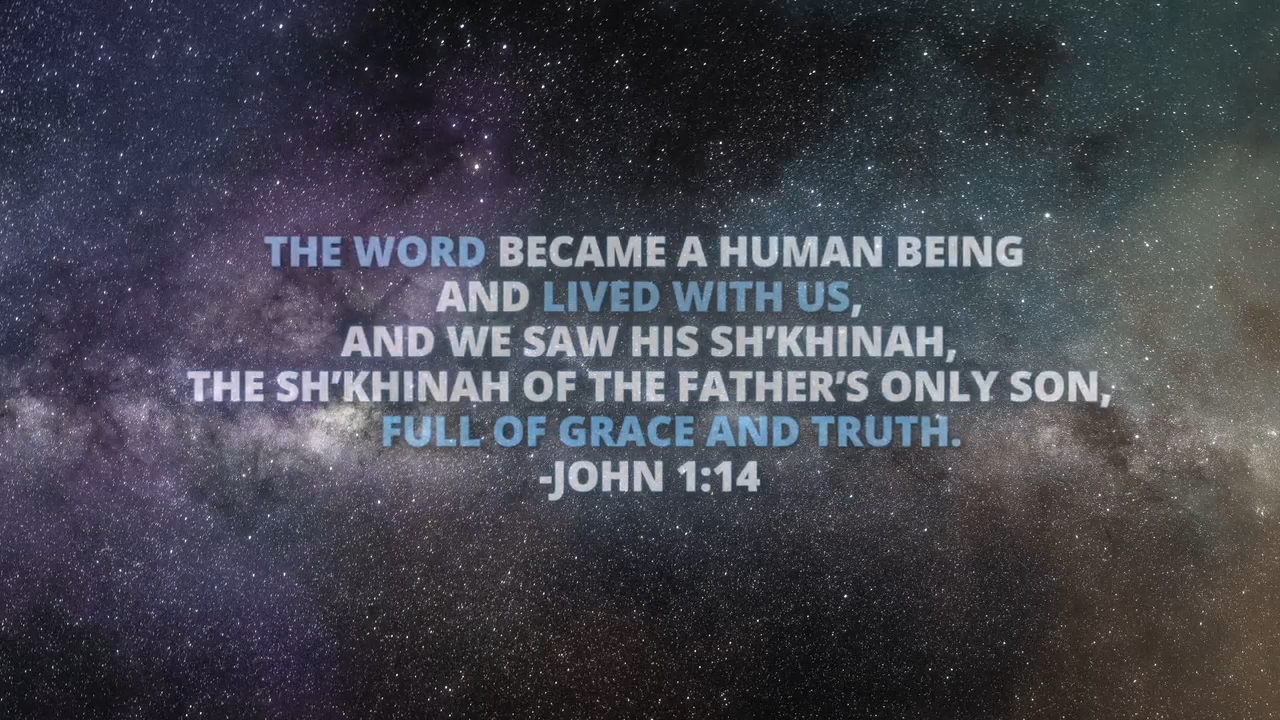 THE WORD BECAME A HUMAN BEING
AND LIVED WITH US,
AND WE SAW HIS SH’KHINAH,
THE SH’KHINAH OF THE FATHER’S ONLY SON,
FULL OF GRACE AND TRUTH.
-JOHN 1:14